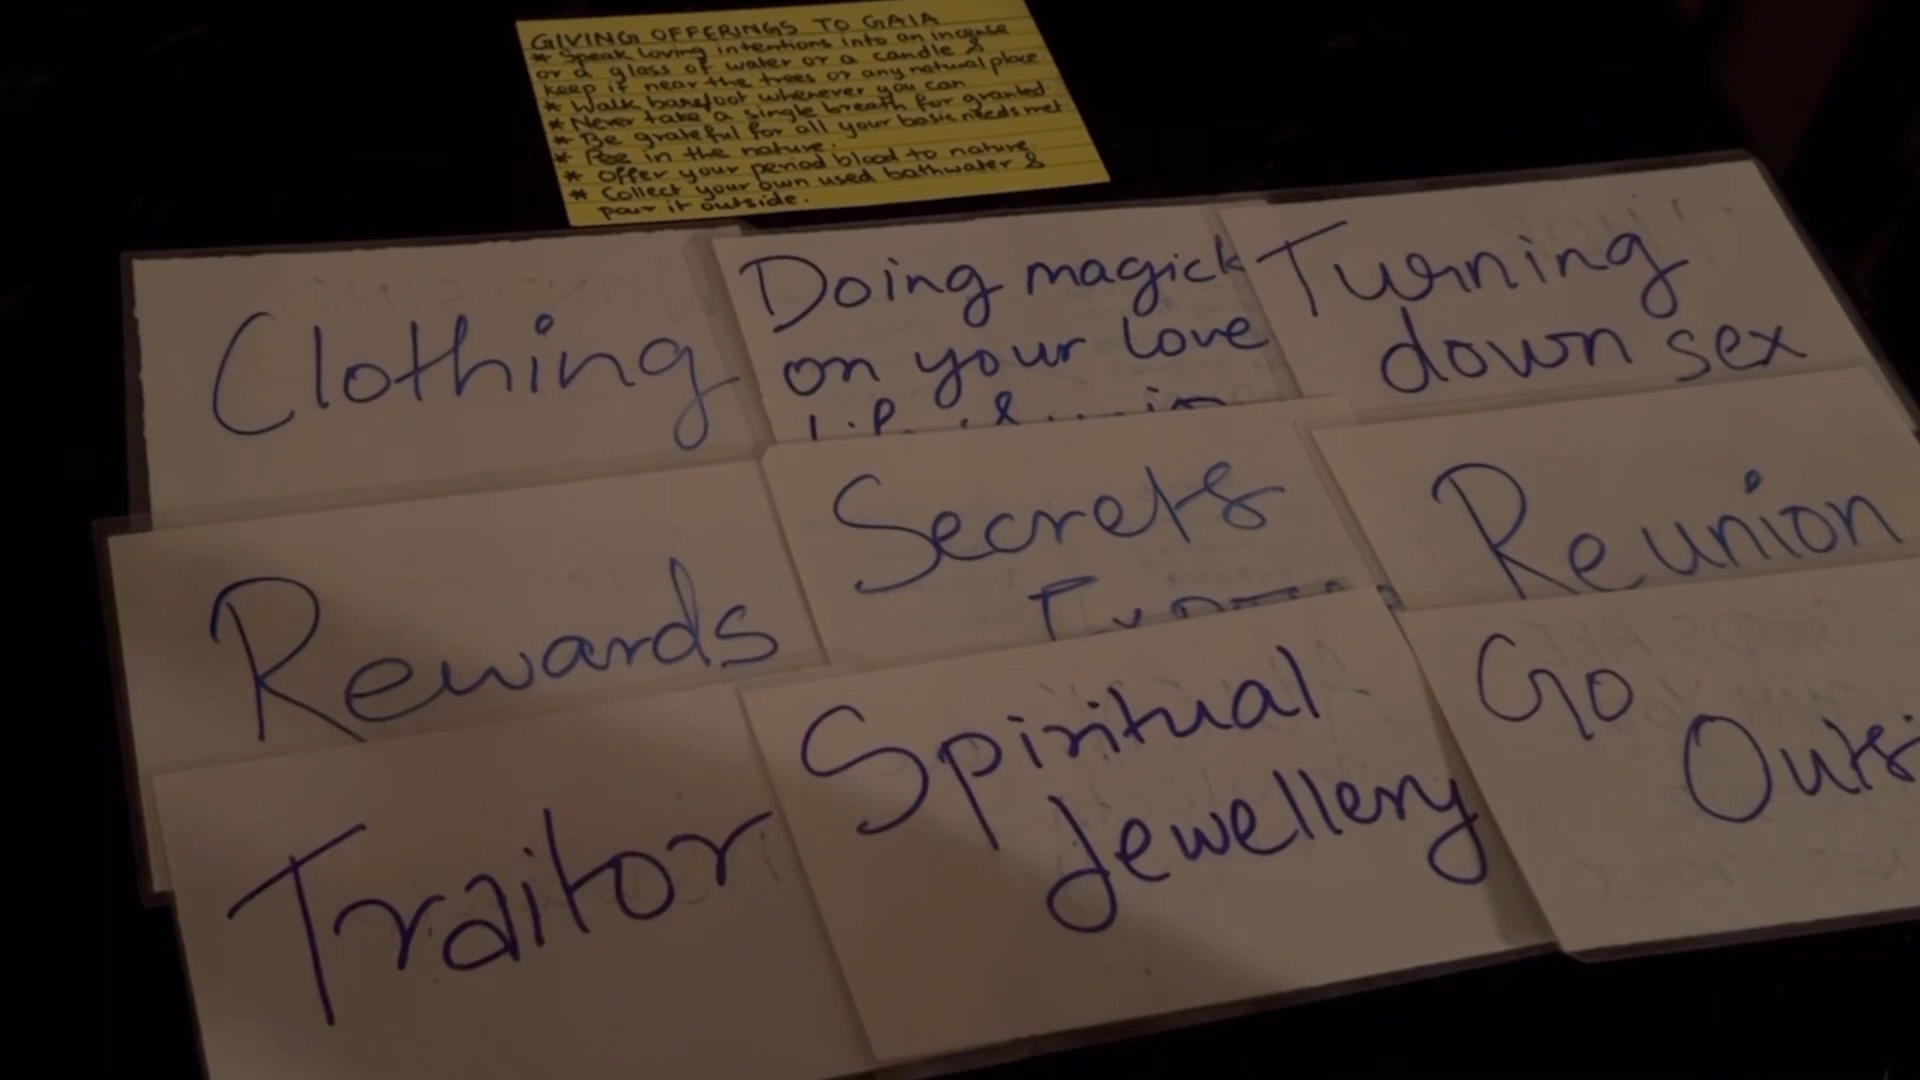 GIVING OFFERINGS TO GAIA
* Speak loving intentions into an incense
or a glass of water or a candle &
keep it near the trees or any natural place.
* Walk barefoot wherever you can
* Never take a single breath for granted.
* Be grateful for all your basic needs met
* Pee in the nature.
* Offer your period blood to nature
* Collect your own used bathwater &
pour it outside.
Clothing
Doing magick
on your love
Turning
down sex
Rewards
Secrets
Reunion
Traitor
Spiritual
Jewellery
Go